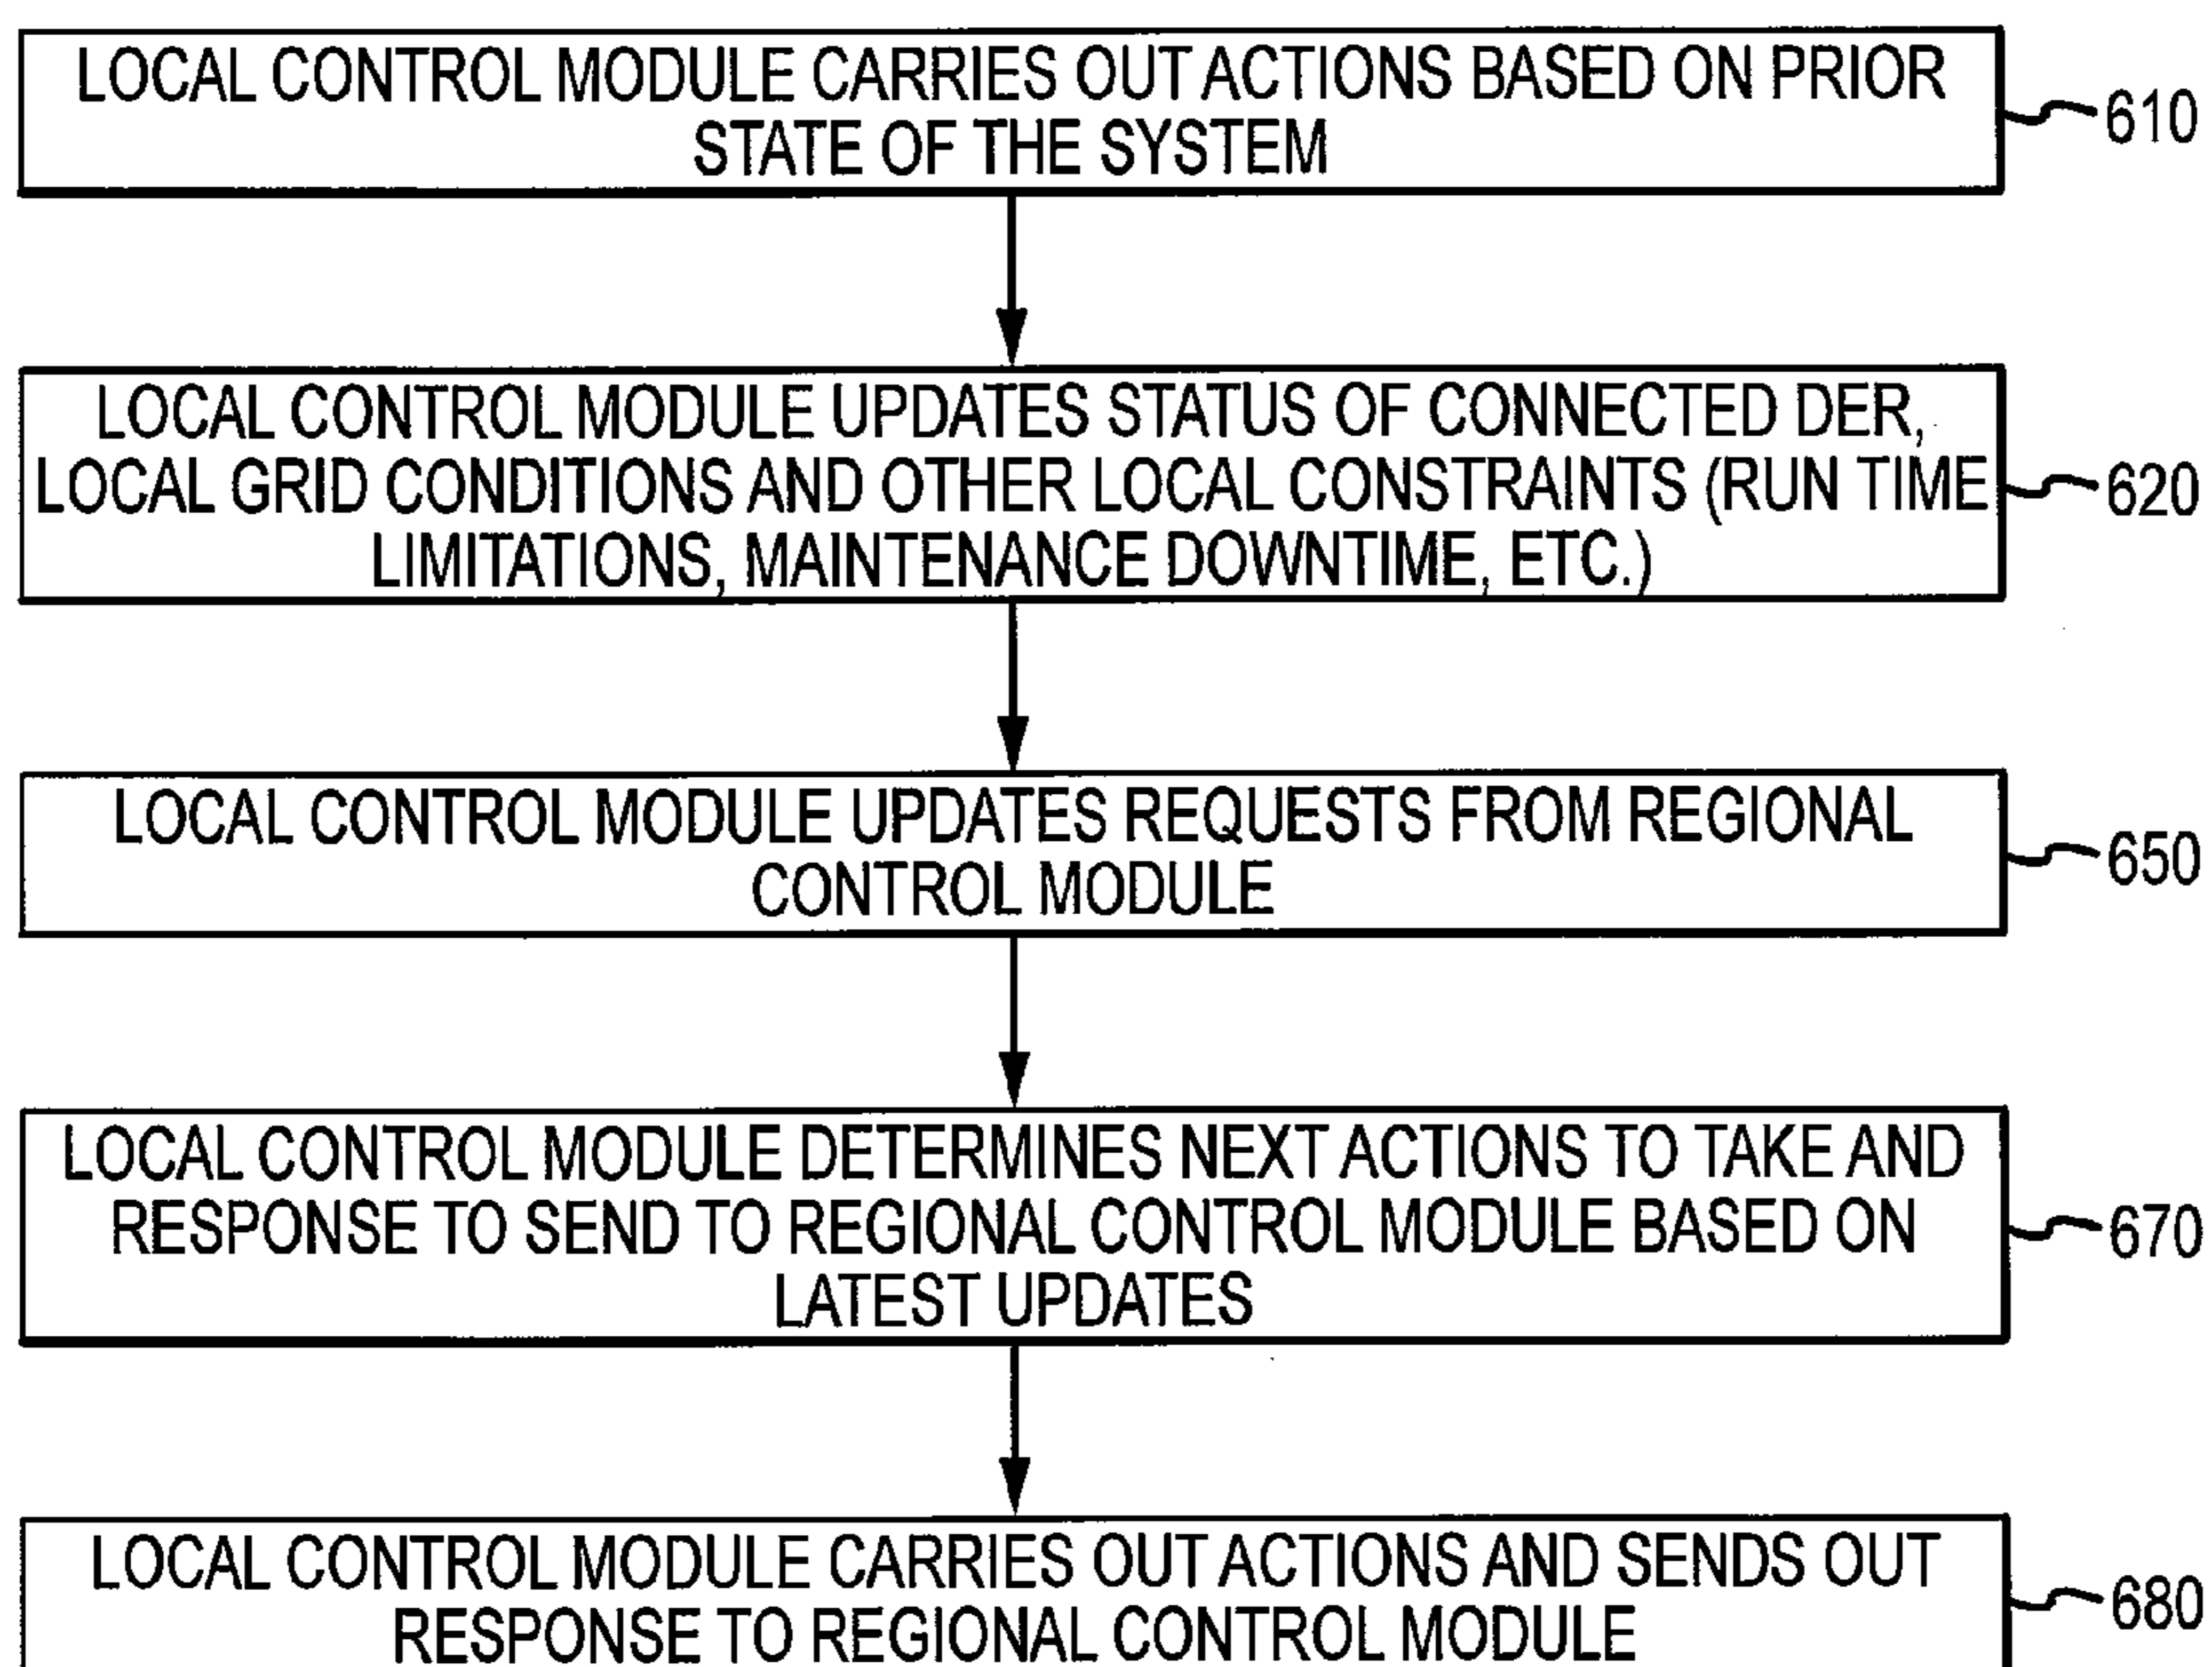 LOCAL CONTROL MODULE CARRIES OUT ACTIONS BASED ON PRIOR
STATE OF THE SYSTEM
610
LOCAL CONTROL MODULE UPDATES STATUS OF CONNECTED DER,
LOCAL GRID CONDITIONS AND OTHER LOCAL CONSTRAINTS (RUN TIME
LIMITATIONS, MAINTENANCE DOWNTIME, ETC.)
620
LOCAL CONTROL MODULE UPDATES REQUESTS FROM REGIONAL
CONTROL MODULE
650
LOCAL CONTROL MODULE DETERMINES NEXT ACTIONS TO TAKE AND
RESPONSE TO SEND TO REGIONAL CONTROL MODULE BASED ON
LATEST UPDATES
670
LOCAL CONTROL MODULE CARRIES OUT ACTIONS AND SENDS OUT
RESPONSE TO REGIONAL CONTROL MODULE
680